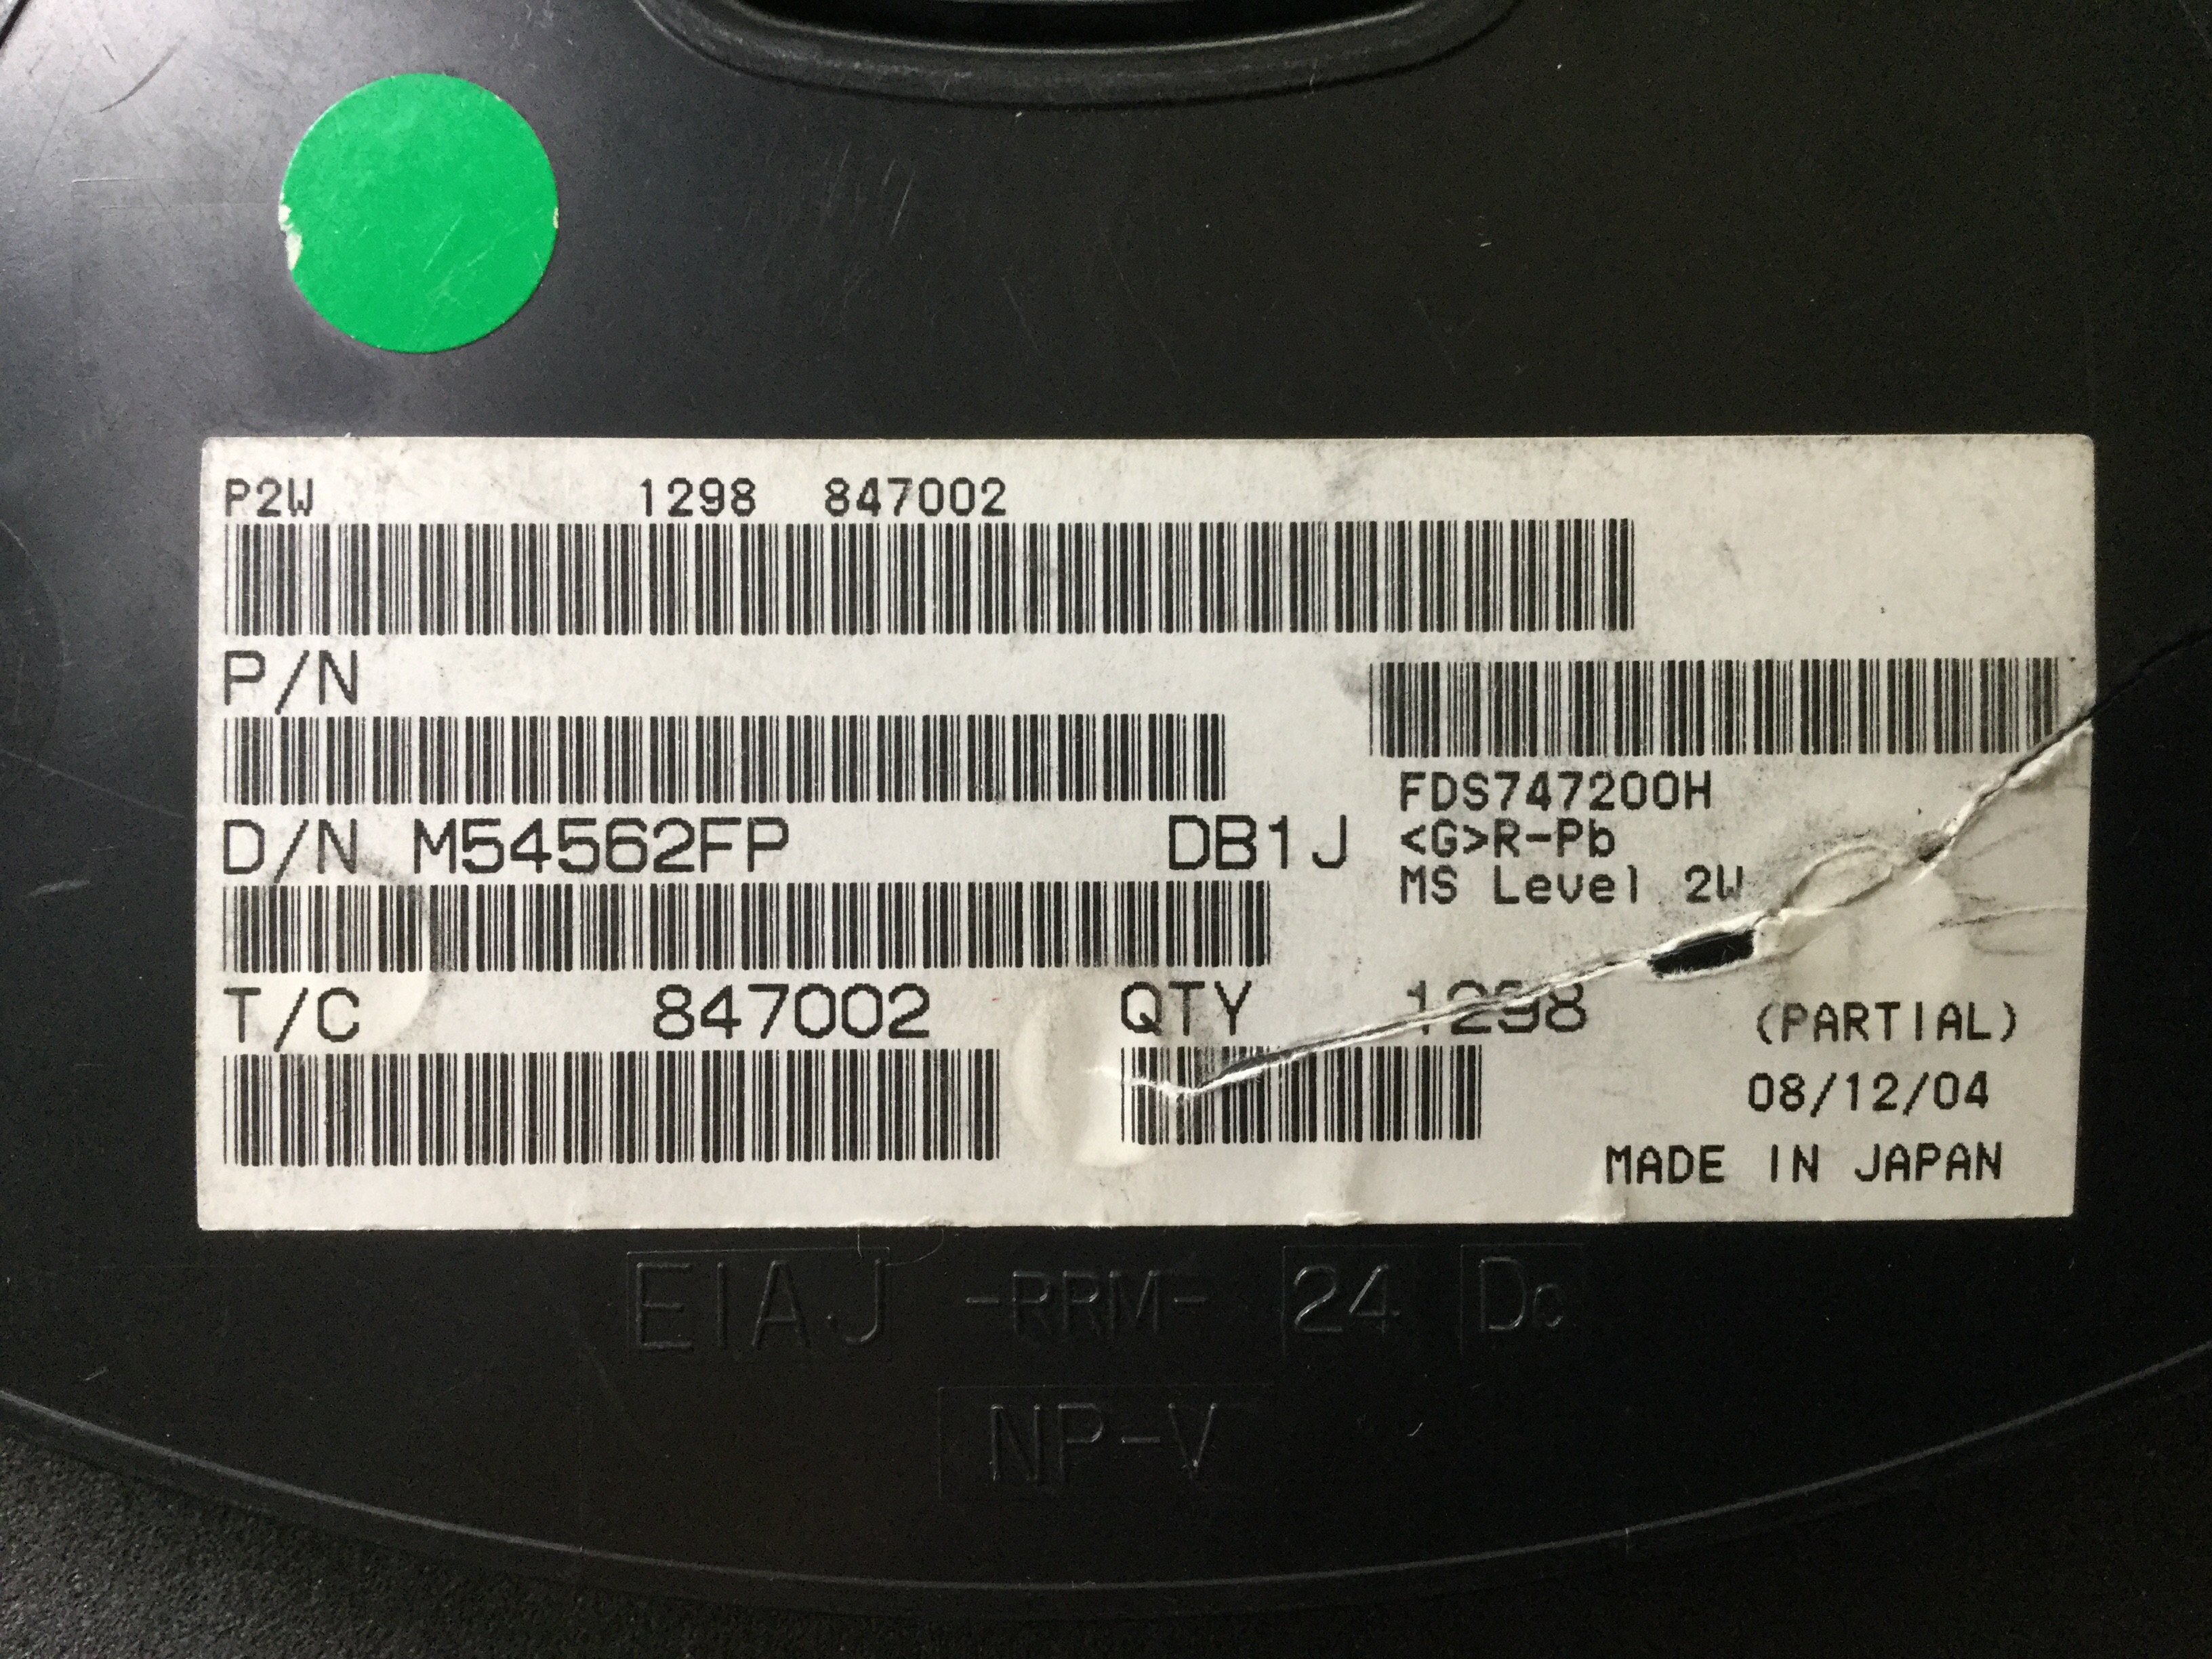 P2W 1298 847002
P/N
FDS747200H
D/N M54562FP DB1J <G>R-Pb
MS Level 2W
T/C 847002 QTY 1298 (PARTIAL)
08/12/04
MADE IN JAPAN
EIAJ -RRM- 24 Dc
NP-V